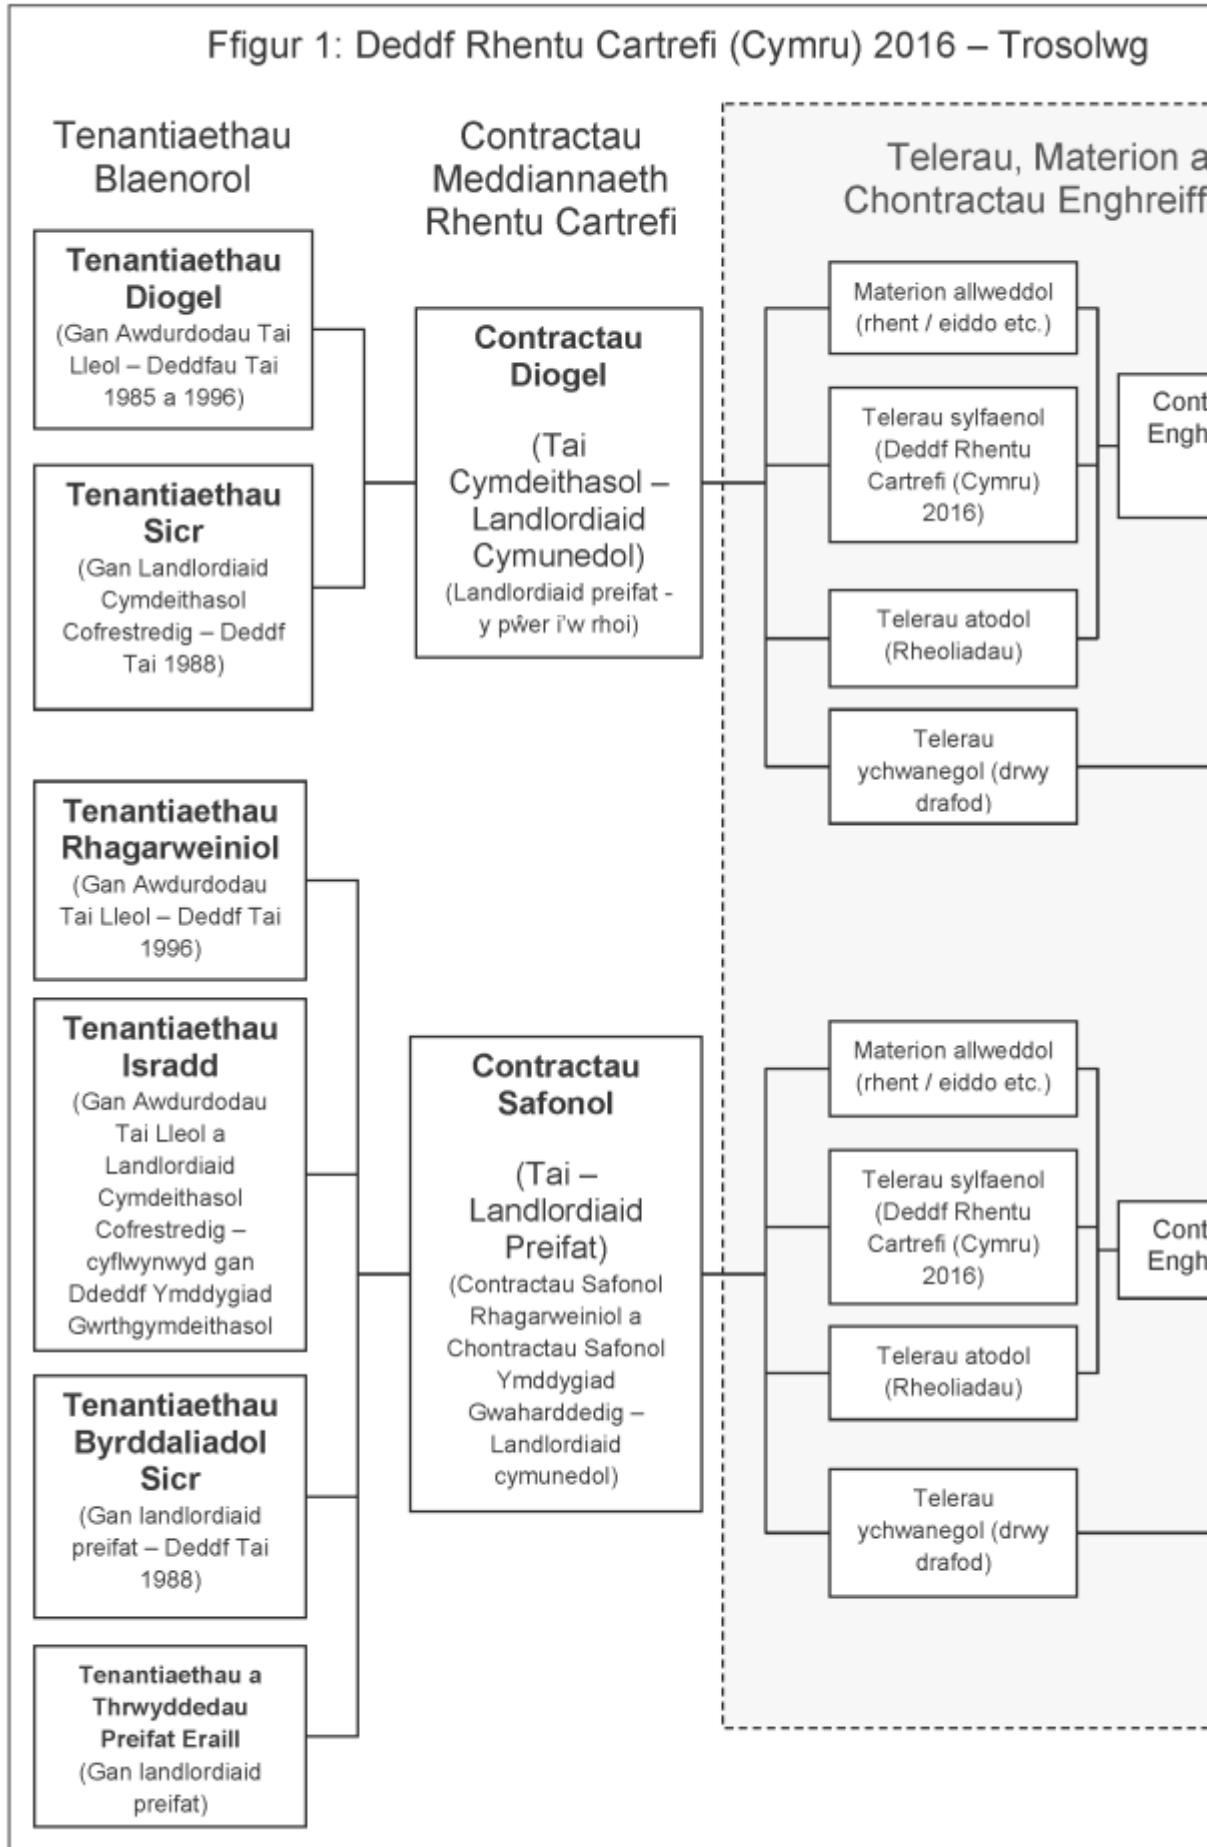 Ffigur 1: Deddf Rhentu Cartrefi (Cymru) 2016 – Trosolwg
Tenantiaethau
Blaenorol
Contractau
Meddiannaeth
Rhentu Cartrefi
Telerau, Materion a
Chontractau
Tenantiaethau
Diogel
(Gan Awdurdodau Tai
Lleol – Deddfau Tai
1985 a 1996)
Tenantiaethau
Sicr
(Gan Landlordiaid
Cymdeithasol
Cofrestredig – Deddf
Tai 1988)
Contractau
Diogel
(Tai
Cymdeithasol –
Landlordiaid
Cymunedol)
(Landlordiaid preifat -
y pŵer i'w rhoi)
Materion allweddol
(rhent / eiddo etc.)
Telerau sylfaenol
(Deddf Rhentu
Cartrefi (Cymru)
2016)
Telerau atodol
(Rheoliadau)
Telerau
ychwanegol (drwy
drafod)
Tenantiaethau
Rhagarweiniol
(Gan Awdurdodau
Tai Lleol – Deddf Tai
1996)
Tenantiaethau
Isradd
(Gan Awdurdodau
Tai Lleol a
Landlordiaid
Cymdeithasol
Cofrestredig –
cyflwynwyd gan
Ddeddf Ymddygiad
Gwrthgymdeithasol
Tenantiaethau
Byrddaliadol
Sicr
(Gan landlordiaid
preifat – Deddf Tai
1988)
Tenantiaethau a
Thrwyddedau
Preifat Eraill
(Gan landlordiaid
preifat)
Contractau
Safonol
(Tai –
Landlordiaid
Preifat)
(Contractau Safonol
Rhagarweiniol a
Chontractau Safonol
Ymddygiad
Gwaharddedig –
Landlordiaid
cymunedol)
Materion allweddol
(rhent / eiddo etc.)
Telerau sylfaenol
(Deddf Rhentu
Cartrefi (Cymru)
2016)
Telerau atodol
(Rheoliadau)
Telerau
ychwanegol (drwy
drafod)